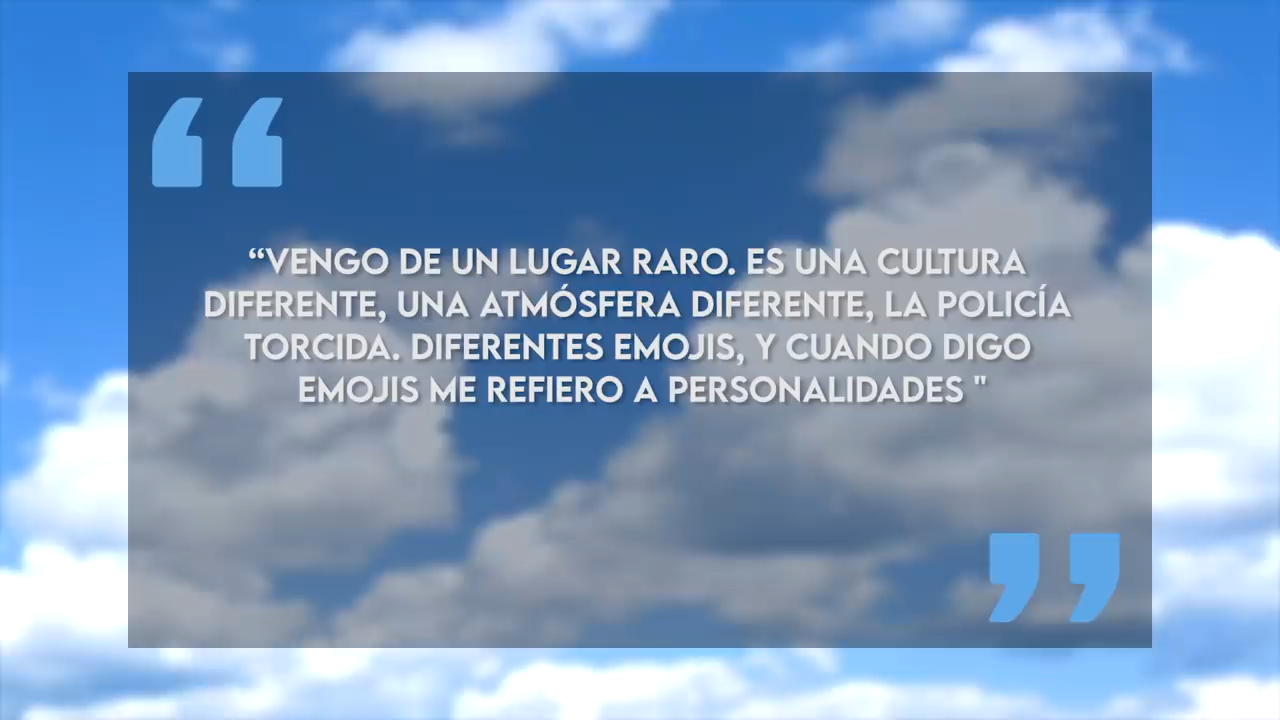 “VENGO DE UN LUGAR RARO. ES UNA CULTURA
DIFERENTE, UNA ATMÓSFERA DIFERENTE, LA POLICÍA
TORCIDA. DIFERENTES EMOJIS, Y CUANDO DIGO
EMOJIS ME REFIERO A PERSONALIDADES "